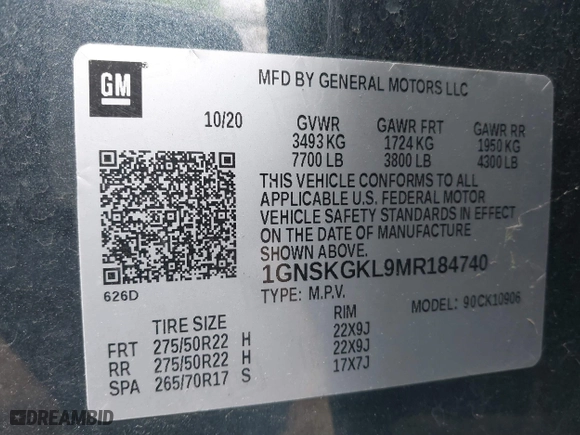 GM
MFD BY GENERAL MOTORS LLC
10/20 GVWR GAWR FRT GAWR RR
3493 KG 1724 KG 1950 KG
7700 LB 3800 LB 4300 LB
THIS VEHICLE CONFORMS TO ALL
APPLICABLE U.S. FEDERAL MOTOR
VEHICLE SAFETY STANDARDS IN EFFECT
ON THE DATE OF MANUFACTURE
SHOWN ABOVE.
1GNSKGKL9MR184740
626D
TYPE: M.P.V. MODEL: 90CK10906
TIRE SIZE RIM
FRT 275/50R22 H 22X9J
RR 275/50R22 H 22X9J
SPA 265/70R17 S 17X7J
DREAMBID